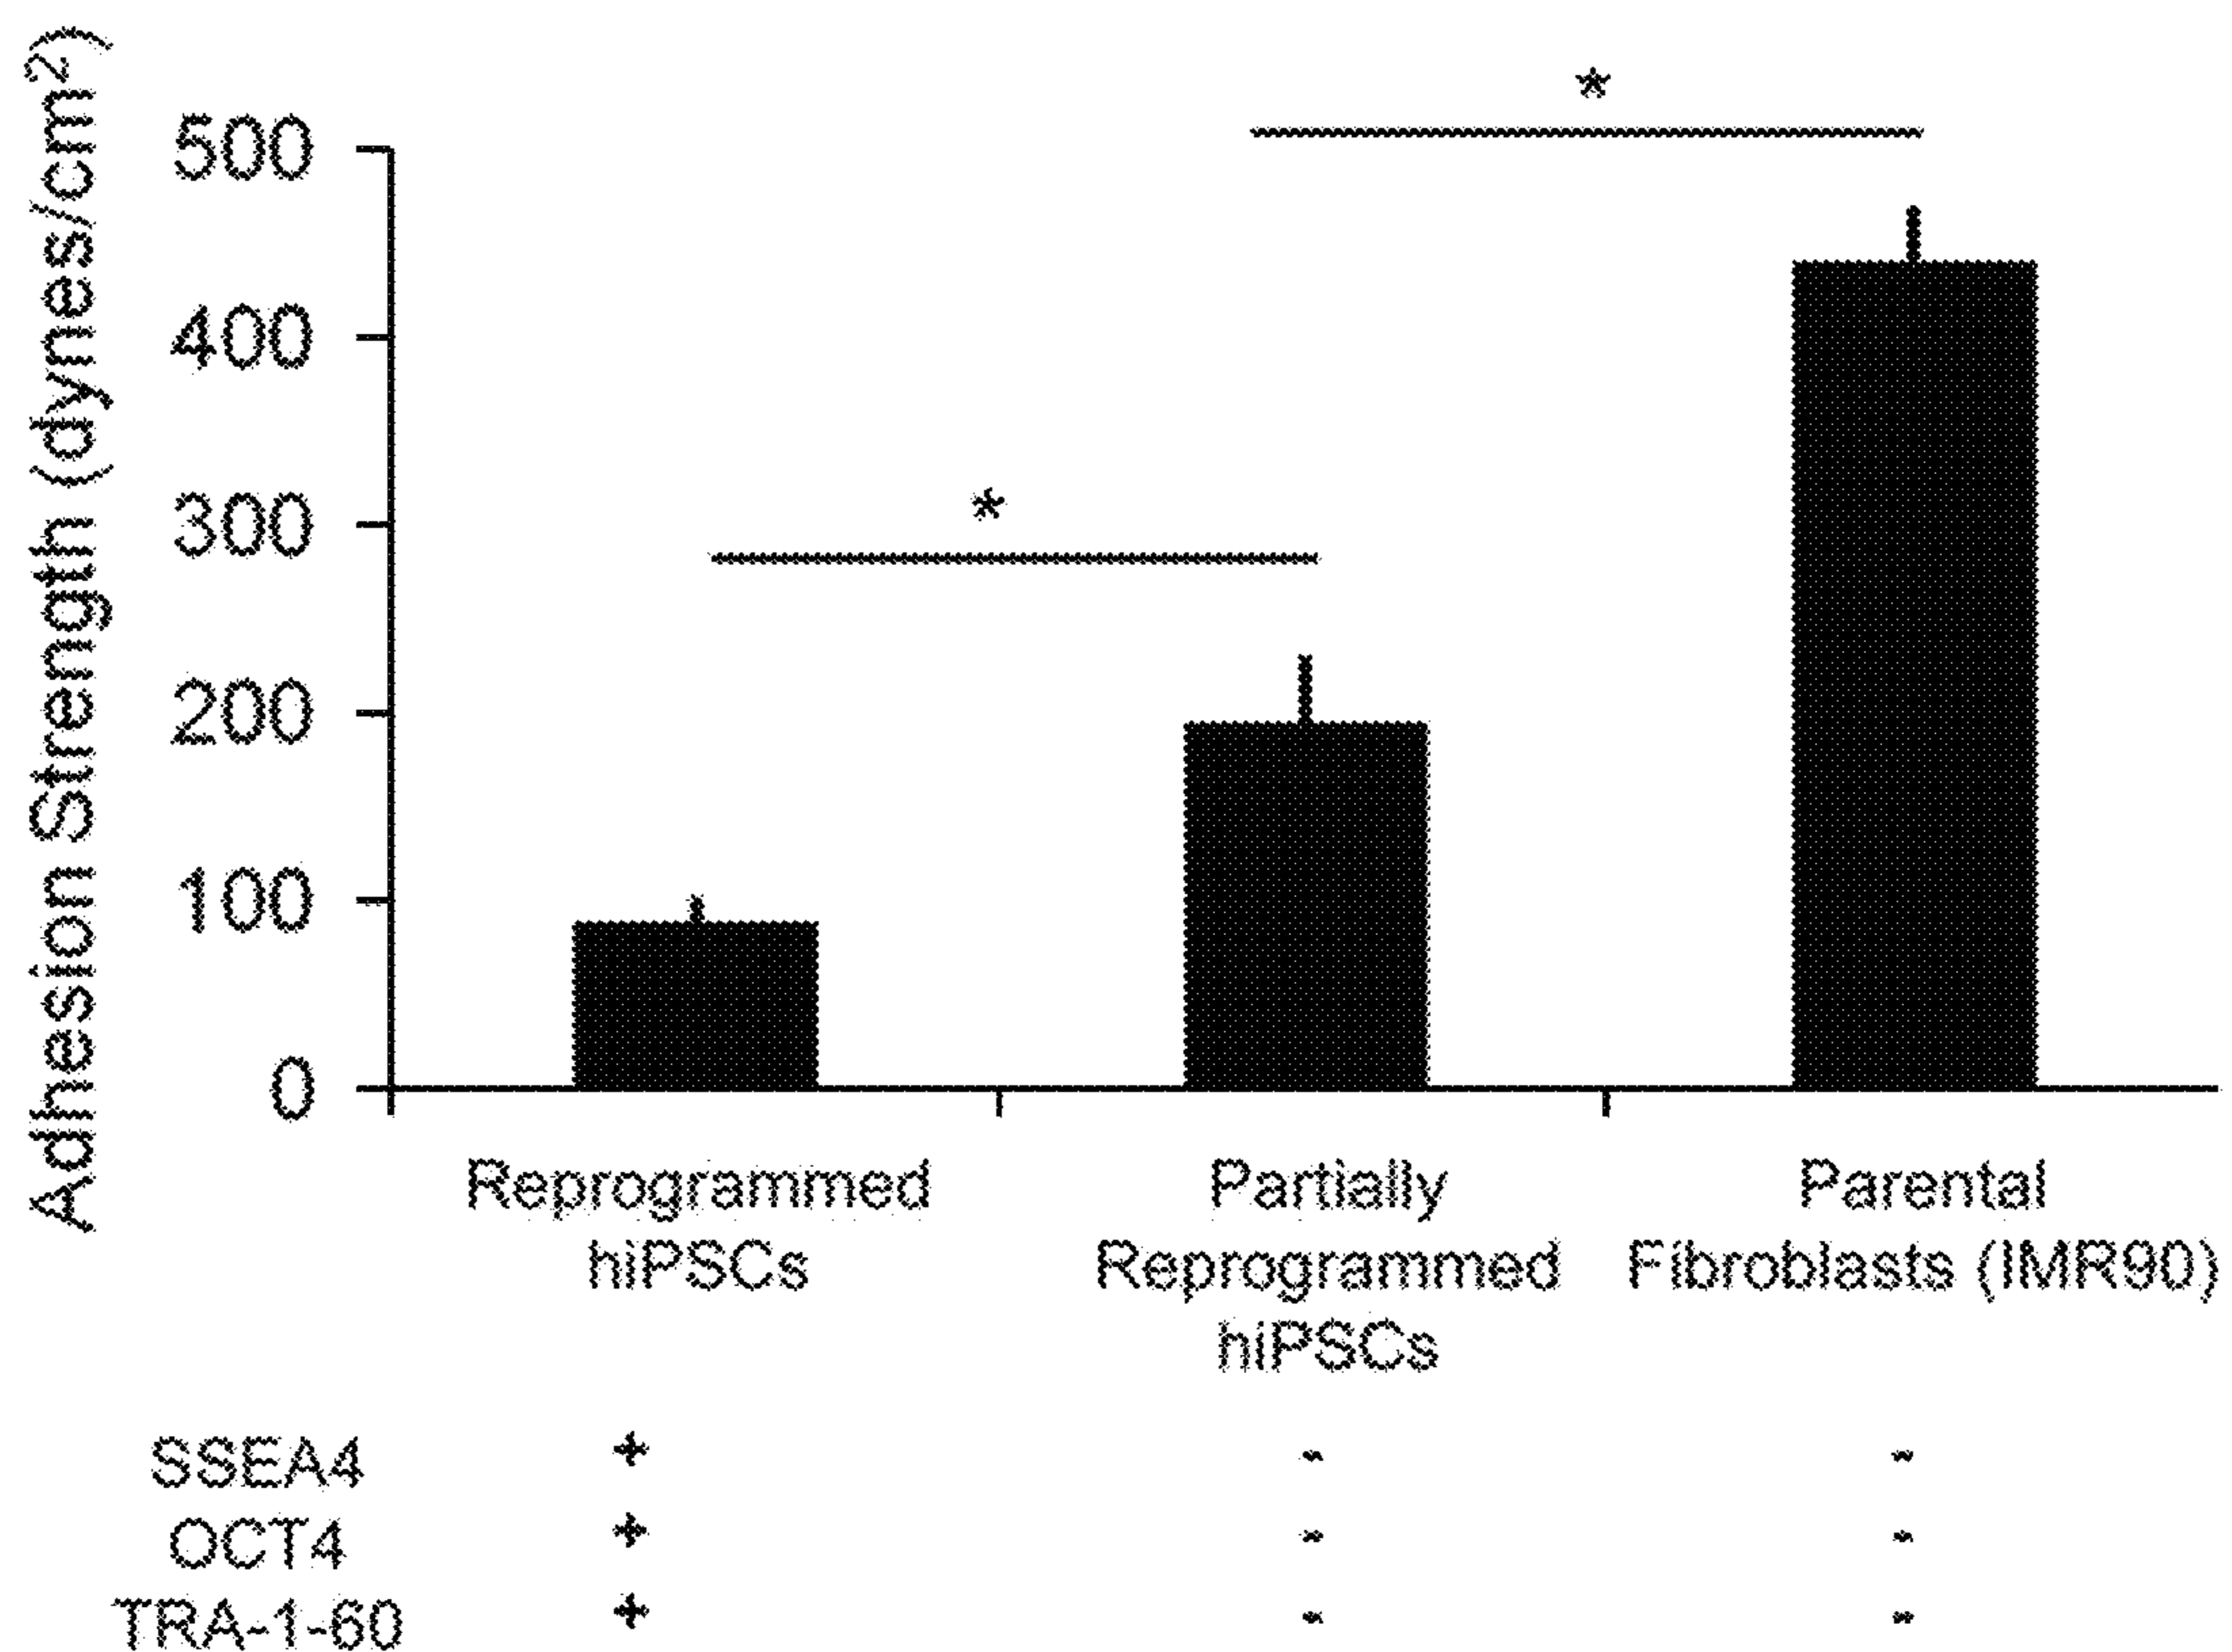 Adhesion Strength (dynes/cm²)
500
400
300
200
100
0
*
*
Reprogrammed
hiPSCs
Partially
Reprogrammed
hiPSCs
Parental
Fibroblasts (IMR90)
SSEA4 + - -
OCT4 + - -
TRA-1-60 + - -